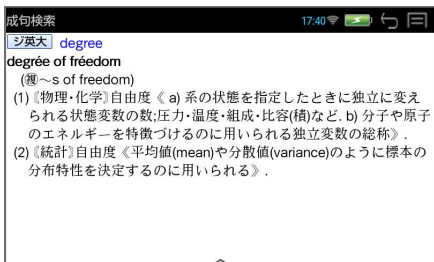 成句検索 17:40
ジ英大 degree
degrée of fréedom
(複〜s of freedom)
(1)〘物理・化学〙自由度《 a) 系の状態を指定したときに独立に変え
られる状態変数の数;圧力・温度・組成・比容(積)など. b) 分子や原子
のエネルギーを特徴づけるのに用いられる独立変数の総称》.
(2)〘統計〙自由度《平均値(mean)や分散値(variance)のように標本の
分布特性を決定するのに用いられる》.